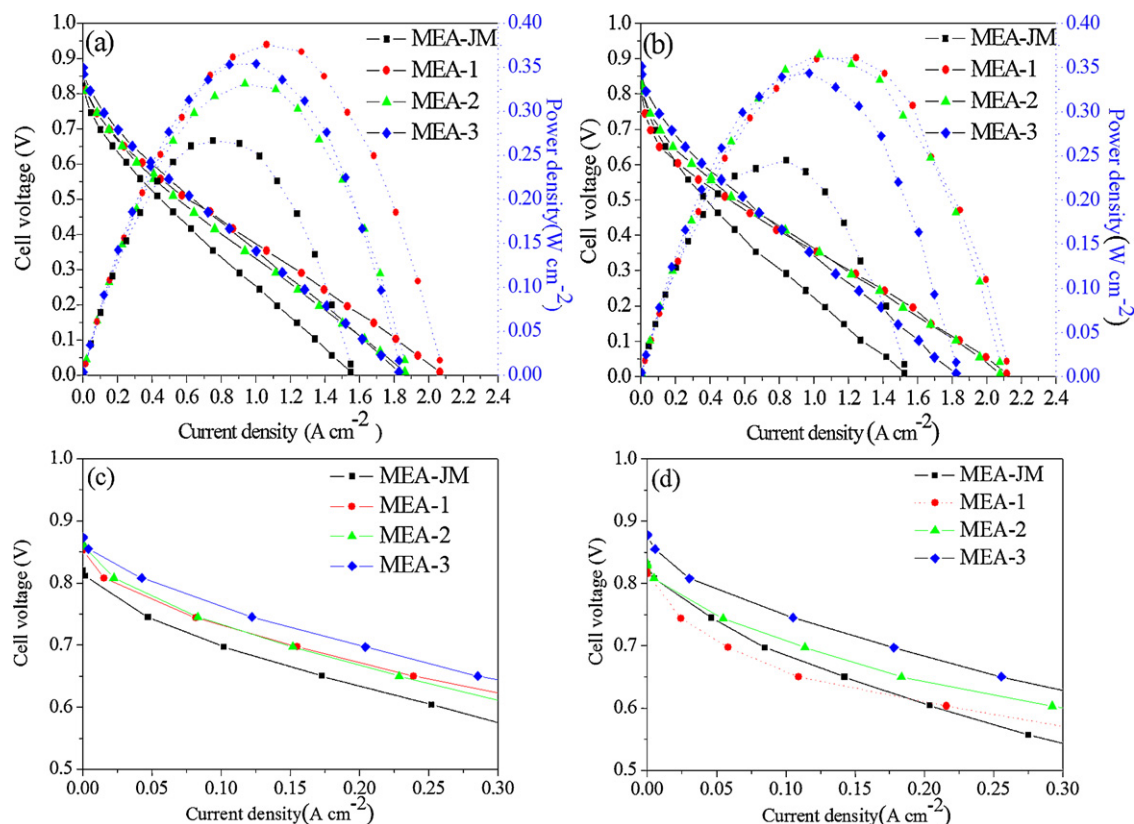 (a)
MEA-JM
MEA-1
MEA-2
MEA-3
Cell voltage (V)
1.0
0.9
0.8
0.7
0.6
0.5
0.4
0.3
0.2
0.1
0.0
0.0 0.2 0.4 0.6 0.8 1.0 1.2 1.4 1.6 1.8 2.0 2.2 2.4
Current density (A cm-2)
0.40
0.35
0.30
0.25
0.20
0.15
0.10
0.05
0.00
Power density(W cm-2)
(b)
MEA-JM
MEA-1
MEA-2
MEA-3
Cell voltage (V)
1.0
0.9
0.8
0.7
0.6
0.5
0.4
0.3
0.2
0.1
0.0
0.0 0.2 0.4 0.6 0.8 1.0 1.2 1.4 1.6 1.8 2.0 2.2 2.4
Current density(A cm-2)
0.40
0.35
0.30
0.25
0.20
0.15
0.10
0.05
0.00
Power density(W cm-2)
(c)
MEA-JM
MEA-1
MEA-2
MEA-3
Cell voltage (V)
1.0
0.9
0.8
0.7
0.6
0.5
0.00 0.05 0.10 0.15 0.20 0.25 0.30
Current density(A cm-2)
(d)
MEA-JM
MEA-1
MEA-2
MEA-3
Cell voltage (V)
1.0
0.9
0.8
0.7
0.6
0.5
0.00 0.05 0.10 0.15 0.20 0.25 0.30
Current density(A cm-2)